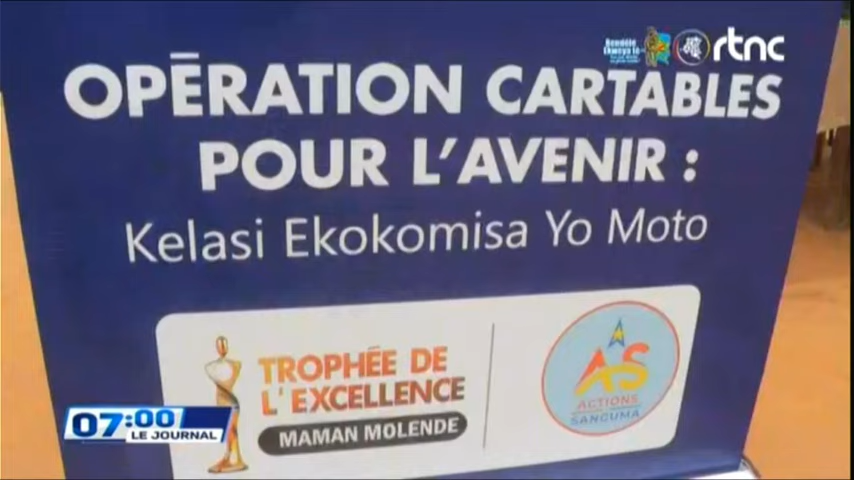 rtnc
OPĒRATION CARTABLES
POUR L'AVENIR :
Kelasi Ekokomisa Yo Moto
TROPHÉE DE
L'EXCELLENCE
MAMAN MOLENDE
AS
ACTIONS
SANGUMA
07:00
LE JOURNAL